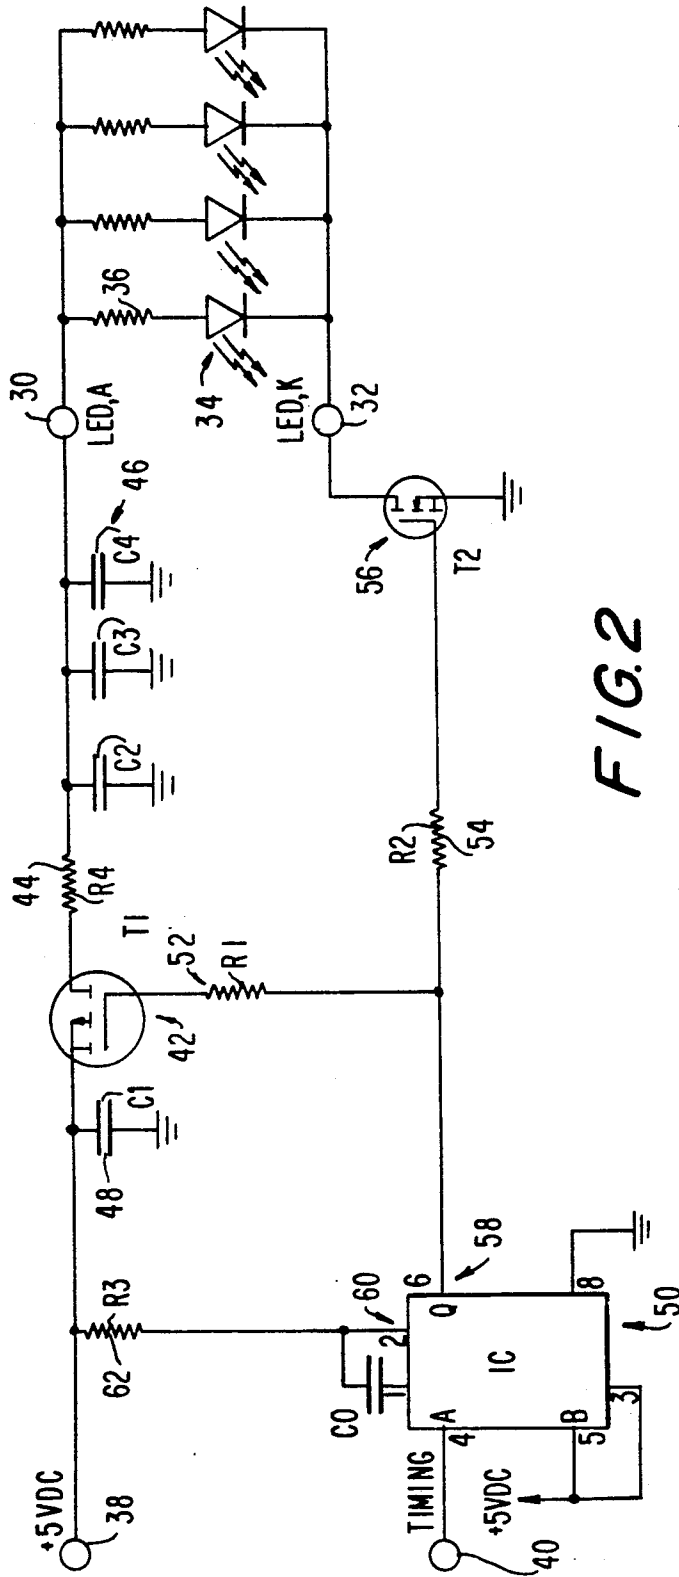 +5VDC
38
R3
62
48
C1
42
T1
52
R1
44
R4
C2
C3
C4
46
30
LED,A
36
34
LED,K
32
56
T2
R2
54
TIMING
40
+5VDC
C0
1
2
60
A
4
IC
Q
6
58
B
5
3
8
50
FIG.2